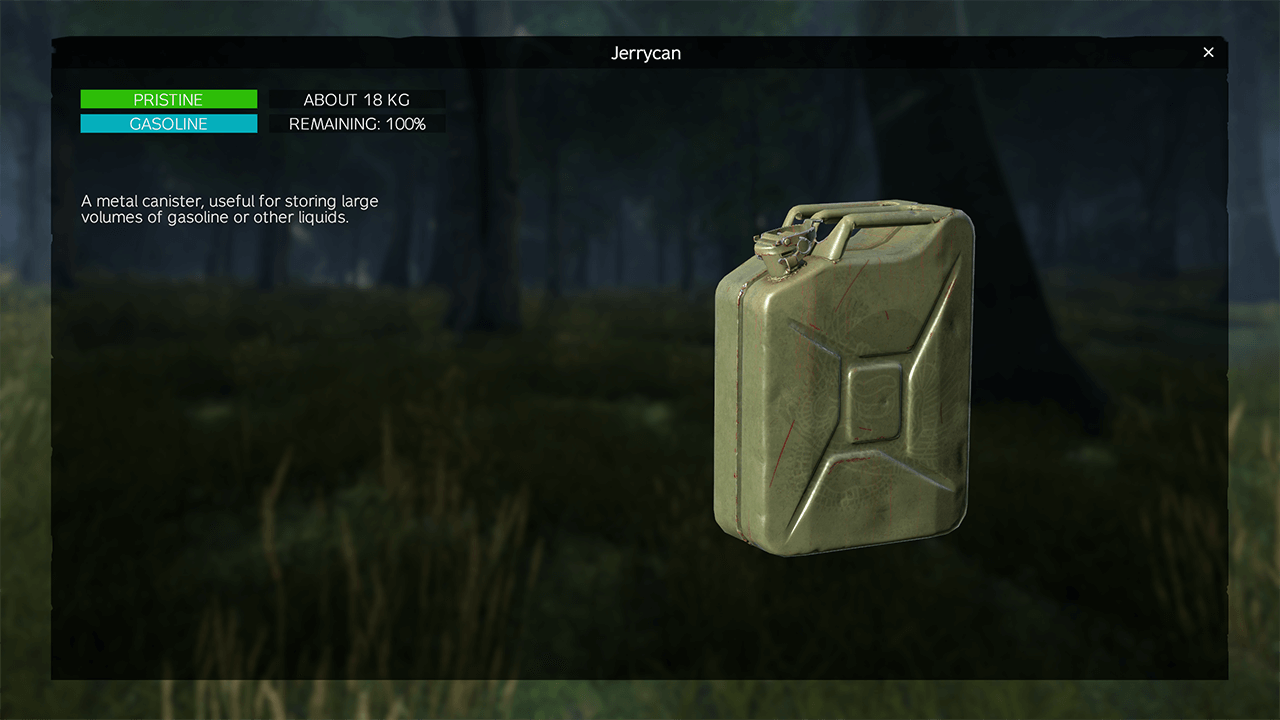 Jerrycan
PRISTINE
ABOUT 18 KG
GASOLINE
REMAINING: 100%
A metal canister, useful for storing large
volumes of gasoline or other liquids.